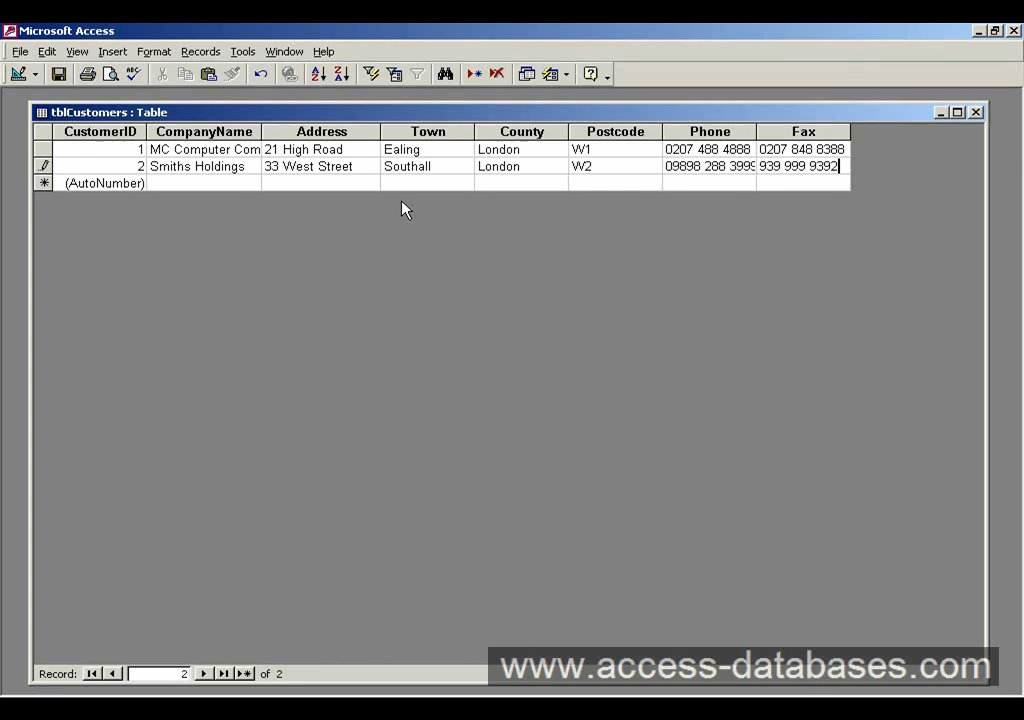 Microsoft Access
File Edit View Insert Format Records Tools Window Help
tblCustomers : Table
CustomerID CompanyName Address Town County Postcode Phone Fax
1 MC Computer Com 21 High Road Ealing London W1 0207 488 4888 0207 848 8388
2 Smiths Holdings 33 West Street Southall London W2 09898 288 3999 939 999 9392
(AutoNumber)
Record: 2 of 2
www.access-databases.com